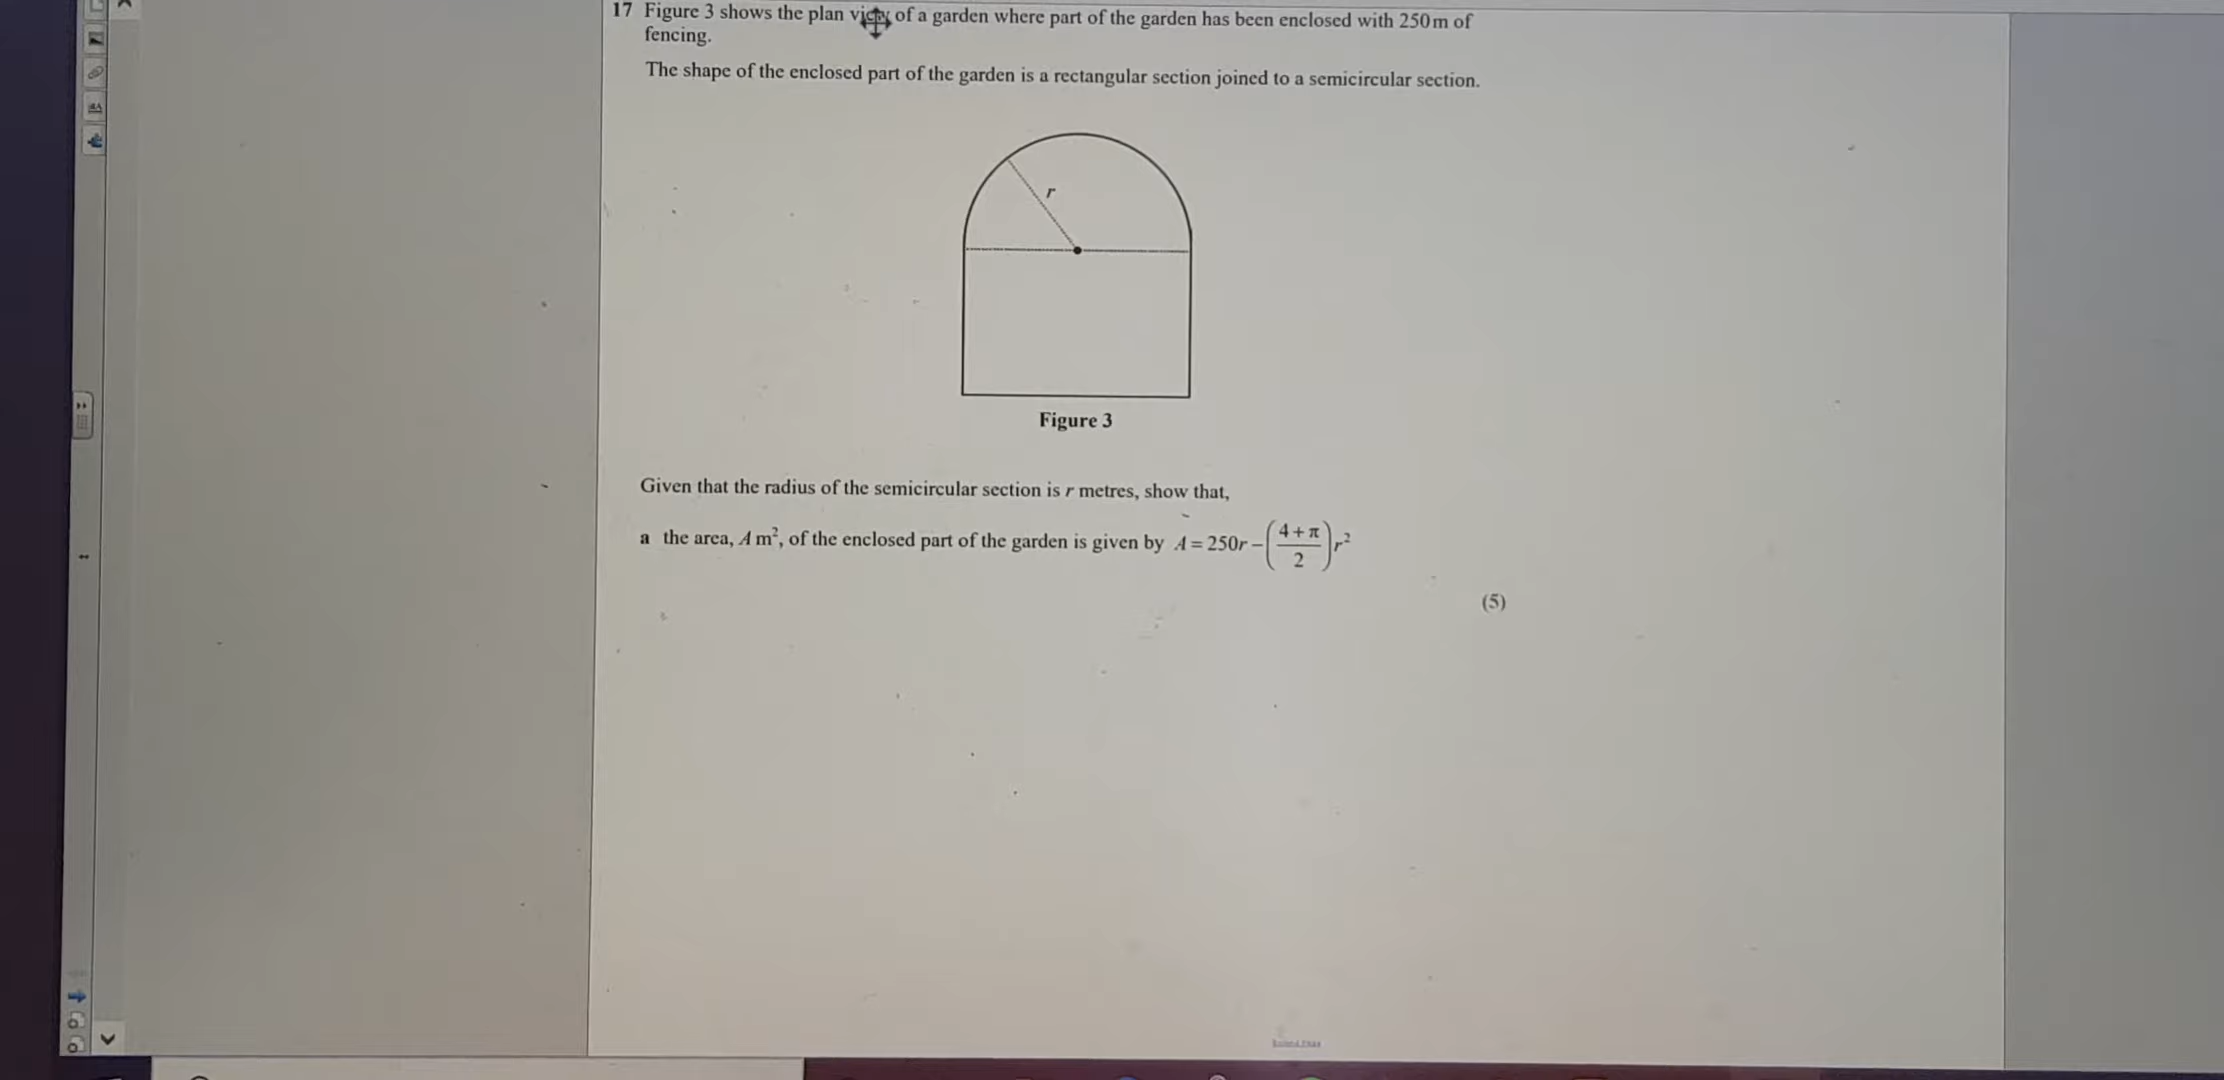 17 Figure 3 shows the plan view of a garden where part of the garden has been enclosed with 250 m of
fencing.
The shape of the enclosed part of the garden is a rectangular section joined to a semicircular section.
r
Figure 3
Given that the radius of the semicircular section is r metres, show that,
a the area, A m², of the enclosed part of the garden is given by A = 250r − ((4 + π)/2) r²
(5)